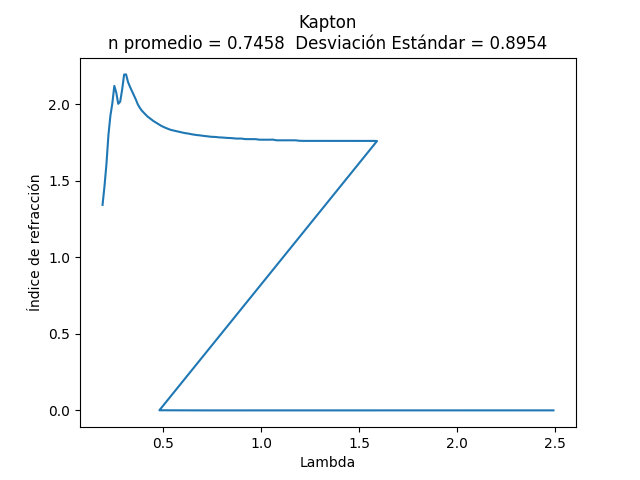 Kapton
n promedio = 0.7458  Desviación Estándar = 0.8954
Índice de refracción
2.0
1.5
1.0
0.5
0.0
0.5
1.0
1.5
2.0
2.5
Lambda